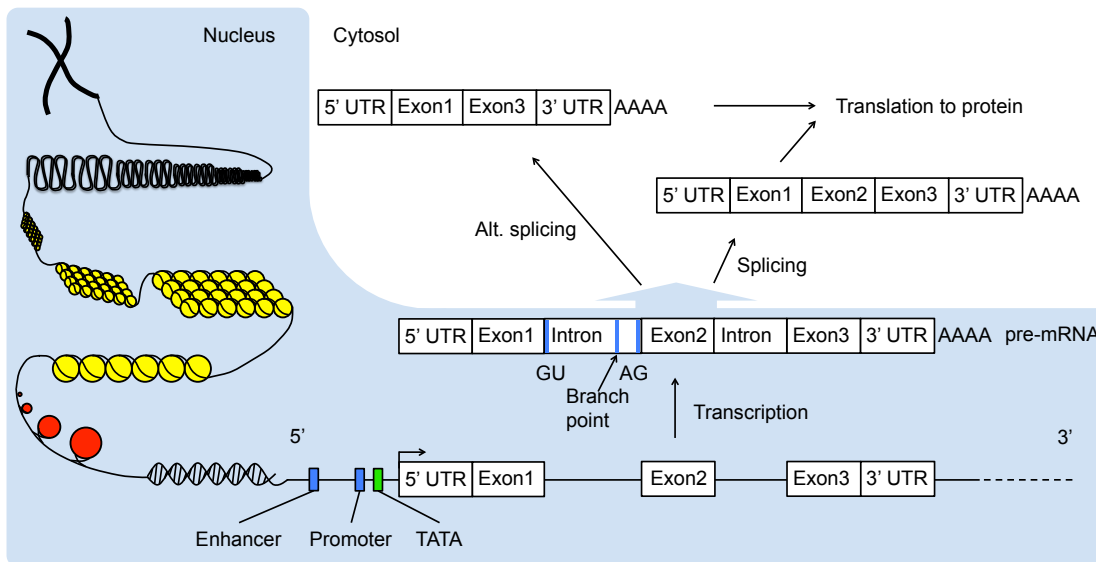 Nucleus
Cytosol
5’ UTR Exon1 Exon3 3’ UTR AAAA
Translation to protein
5’ UTR Exon1 Exon2 Exon3 3’ UTR AAAA
Alt. splicing
Splicing
5’ UTR Exon1 Intron Exon2 Intron Exon3 3’ UTR AAAA pre-mRNA
GU
AG
Branch
point
Transcription
5’
3’
5’ UTR Exon1 Exon2 Exon3 3’ UTR
Enhancer
Promoter
TATA